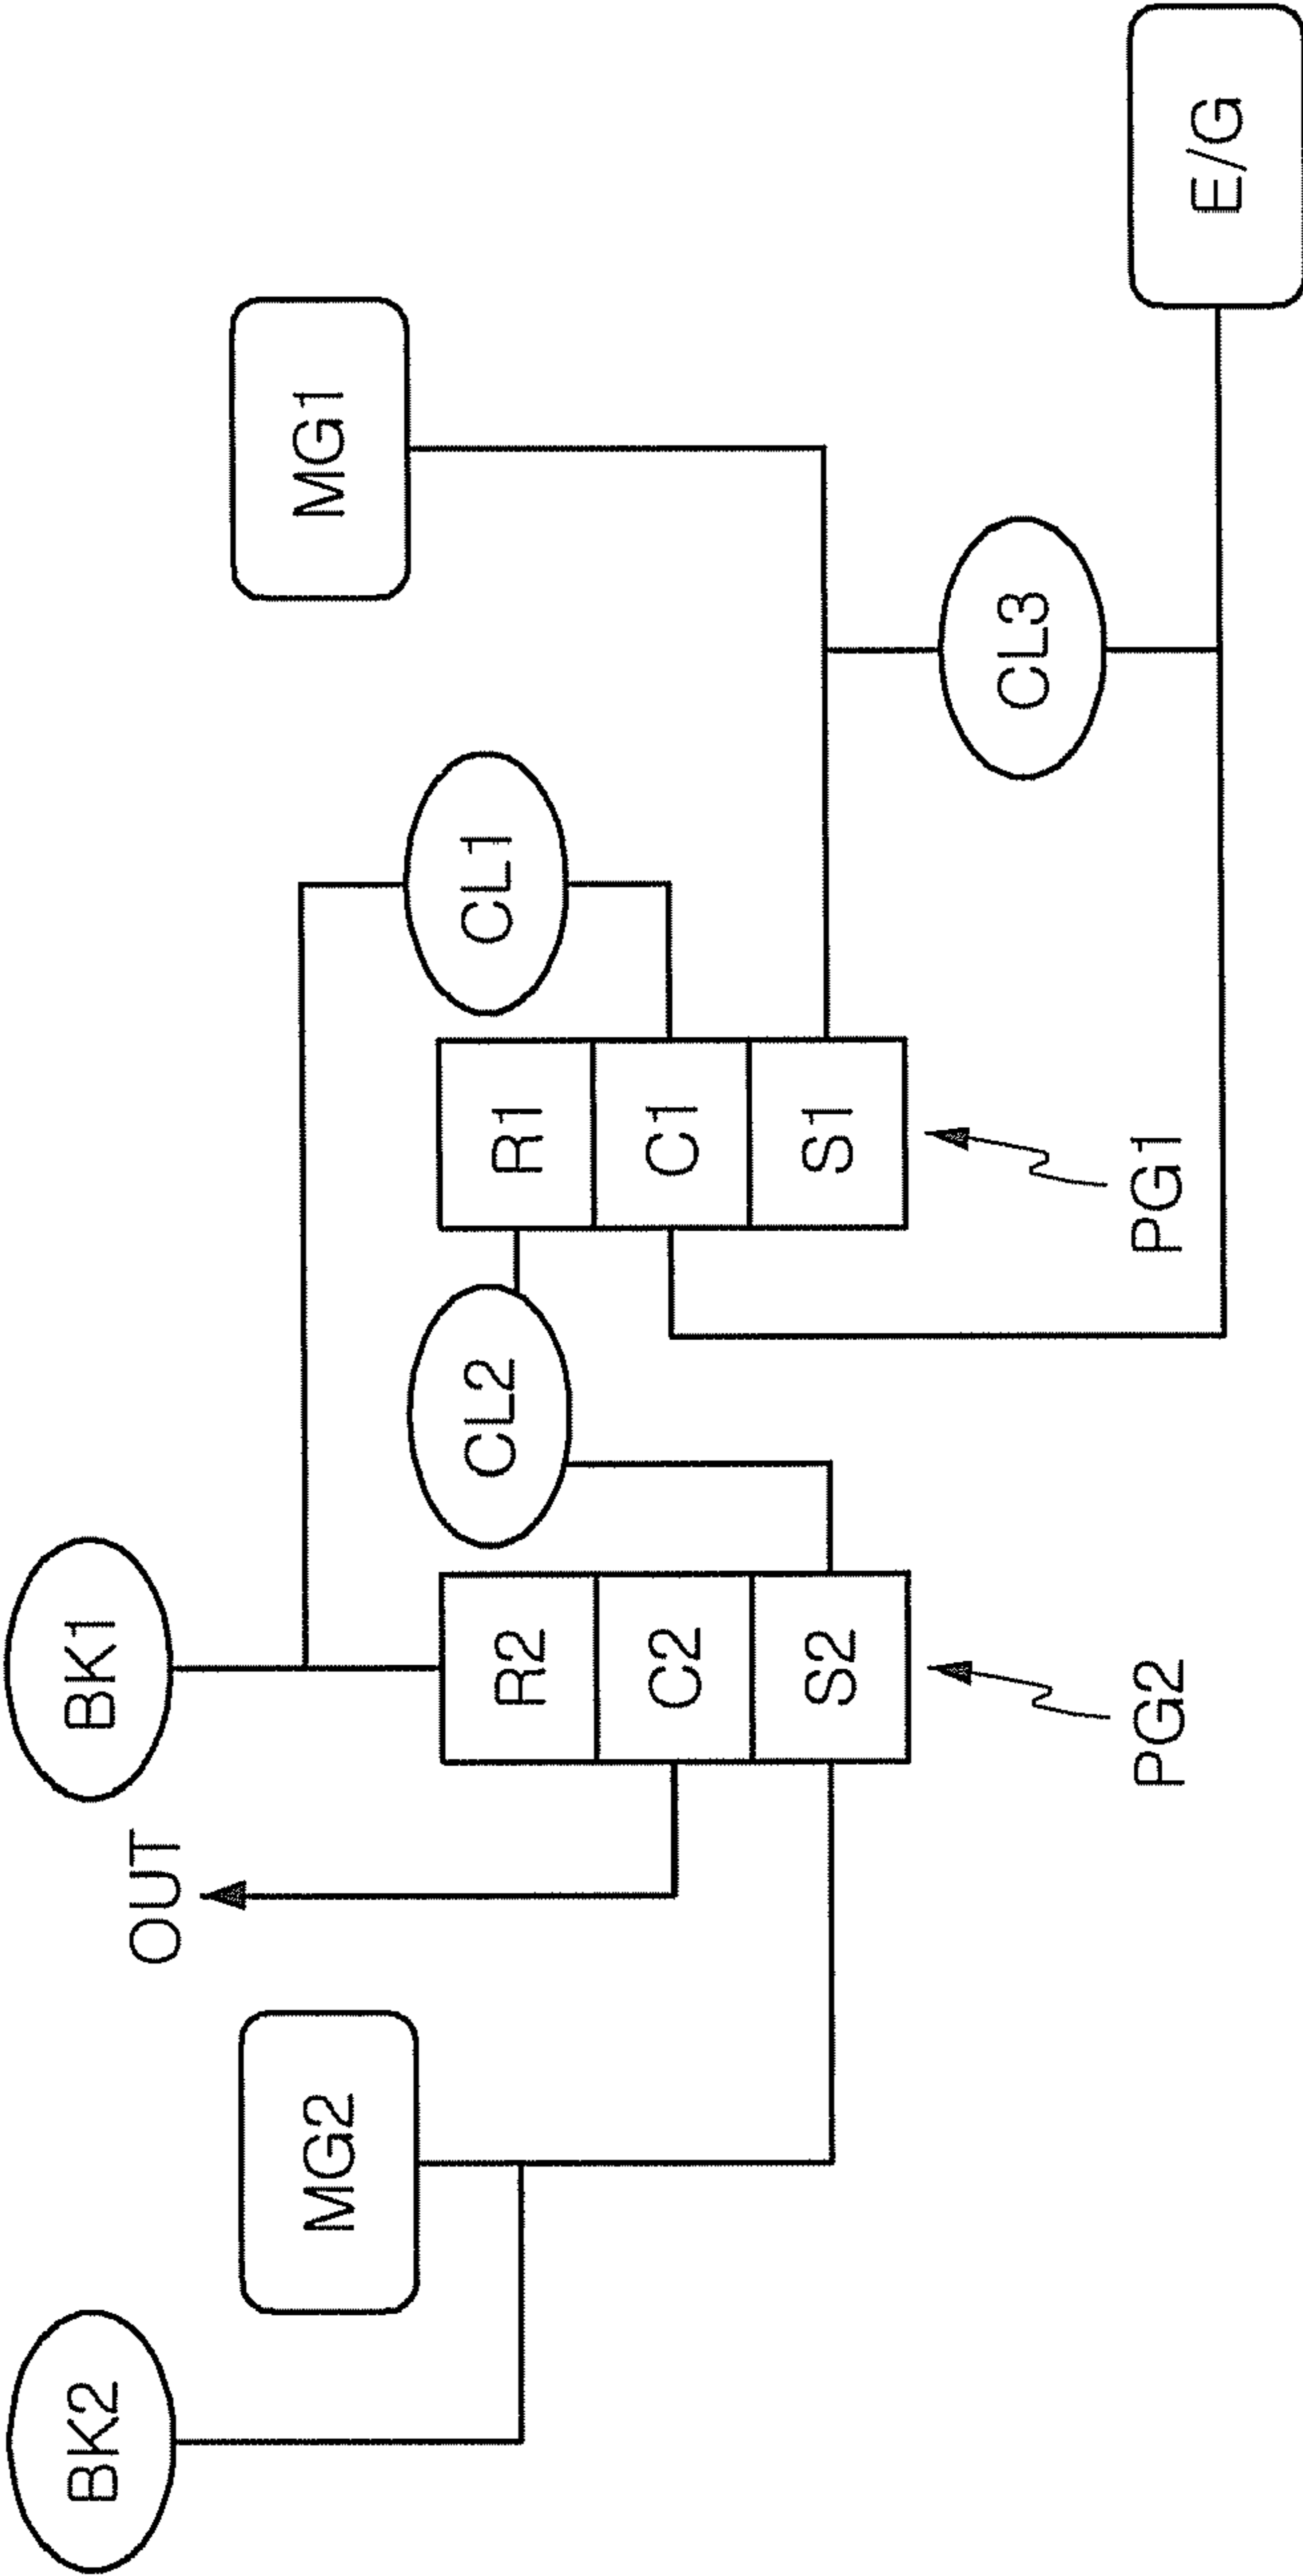 BK2
BK1
OUT
MG2
MG1
CL2
CL1
R2
R1
C2
C1
S2
S1
CL3
PG2
PG1
E/G